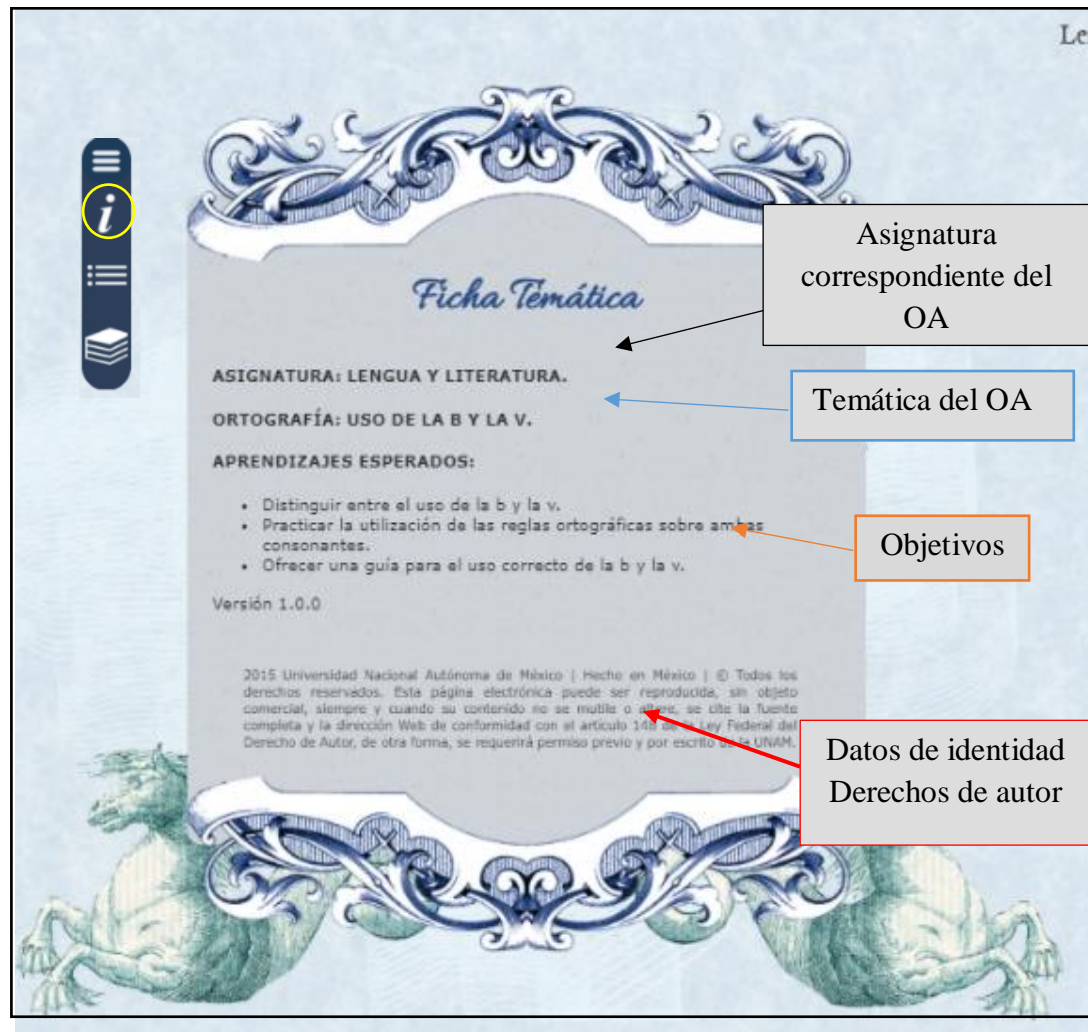 Le
i
Asignatura
correspondiente del
OA
Ficha Temática
ASIGNATURA: LENGUA Y LITERATURA.
Temática del OA
ORTOGRAFÍA: USO DE LA B Y LA V.
APRENDIZAJES ESPERADOS:
• Distinguir entre el uso de la b y la v.
• Practicar la utilización de las reglas ortográficas sobre ambas
consonantes.
Objetivos
• Ofrecer una guía para el uso correcto de la b y la v.
Versión 1.0.0
2015 Universidad Nacional Autónoma de México | Hecho en México | © Todos los
derechos reservados. Esta página electrónica puede ser reproducida, sin objeto
comercial, siempre y cuando su contenido no se mutile o altere, se cite la fuente
completa y la dirección Web de conformidad con el artículo 148 de la Ley Federal del
Derecho de Autor, de otra forma, se requerirá permiso previo y por escrito de la UNAM.
Datos de identidad
Derechos de autor